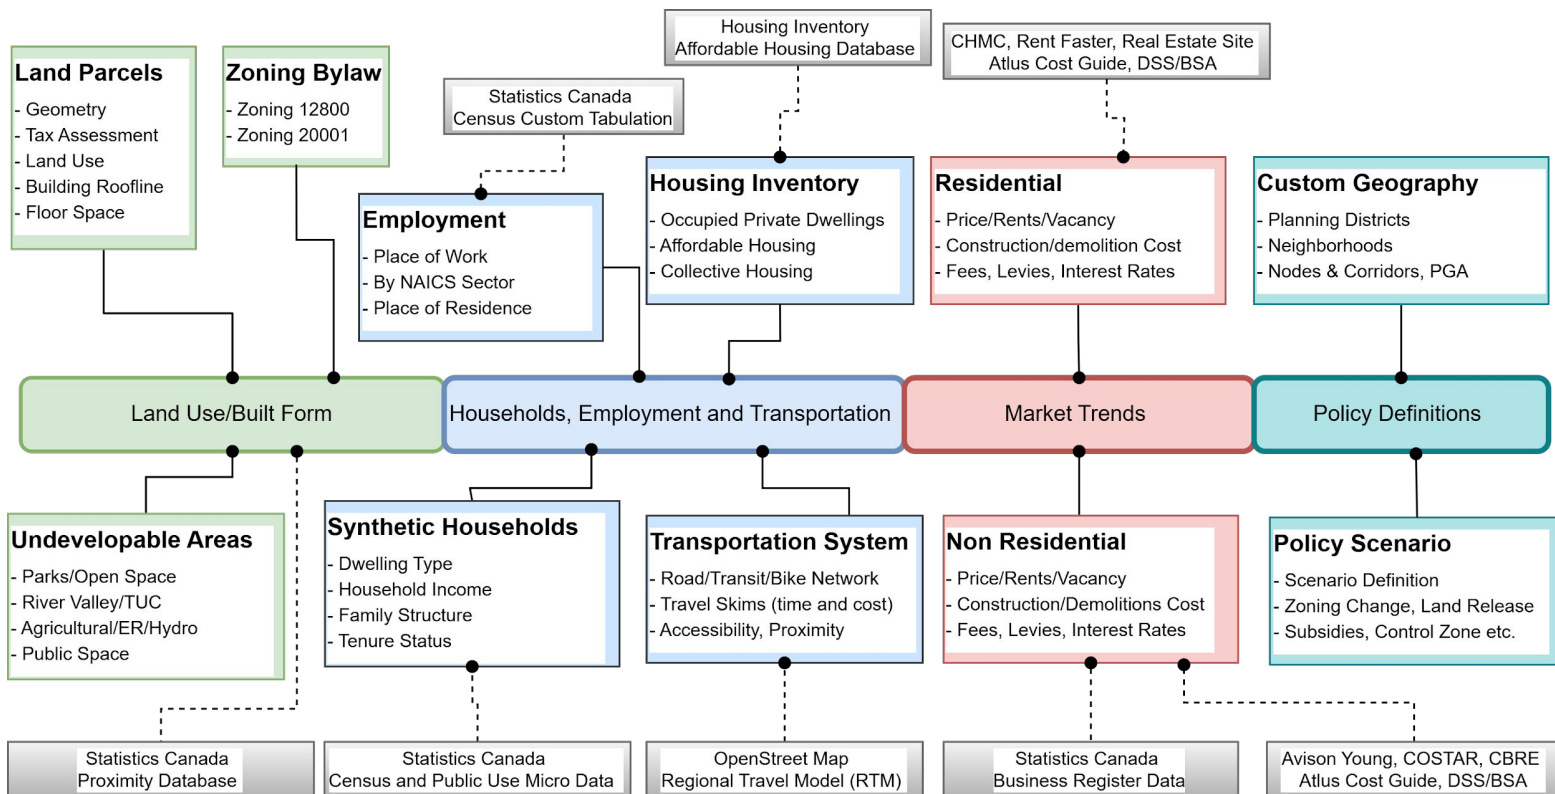 Housing Inventory
Affordable Housing Database
CHMC, Rent Faster, Real Estate Site
Atlus Cost Guide, DSS/BSA
Land Parcels
- Geometry
- Tax Assessment
- Land Use
- Building Roofline
- Floor Space
Zoning Bylaw
- Zoning 12800
- Zoning 20001
Statistics Canada
Census Custom Tabulation
Employment
- Place of Work
- By NAICS Sector
- Place of Residence
Housing Inventory
- Occupied Private Dwellings
- Affordable Housing
- Collective Housing
Residential
- Price/Rents/Vacancy
- Construction/demolition Cost
- Fees, Levies, Interest Rates
Custom Geography
- Planning Districts
- Neighborhoods
- Nodes & Corridors, PGA
Land Use/Built Form
Households, Employment and Transportation
Market Trends
Policy Definitions
Undevelopable Areas
- Parks/Open Space
- River Valley/TUC
- Agricultural/ER/Hydro
- Public Space
Synthetic Households
- Dwelling Type
- Household Income
- Family Structure
- Tenure Status
Transportation System
- Road/Transit/Bike Network
- Travel Skims (time and cost)
- Accessibility, Proximity
Non Residential
- Price/Rents/Vacancy
- Construction/Demolitions Cost
- Fees, Levies, Interest Rates
Policy Scenario
- Scenario Definition
- Zoning Change, Land Release
- Subsidies, Control Zone etc.
Statistics Canada
Proximity Database
Statistics Canada
Census and Public Use Micro Data
OpenStreet Map
Regional Travel Model (RTM)
Statistics Canada
Business Register Data
Avison Young, COSTAR, CBRE
Atlus Cost Guide, DSS/BSA